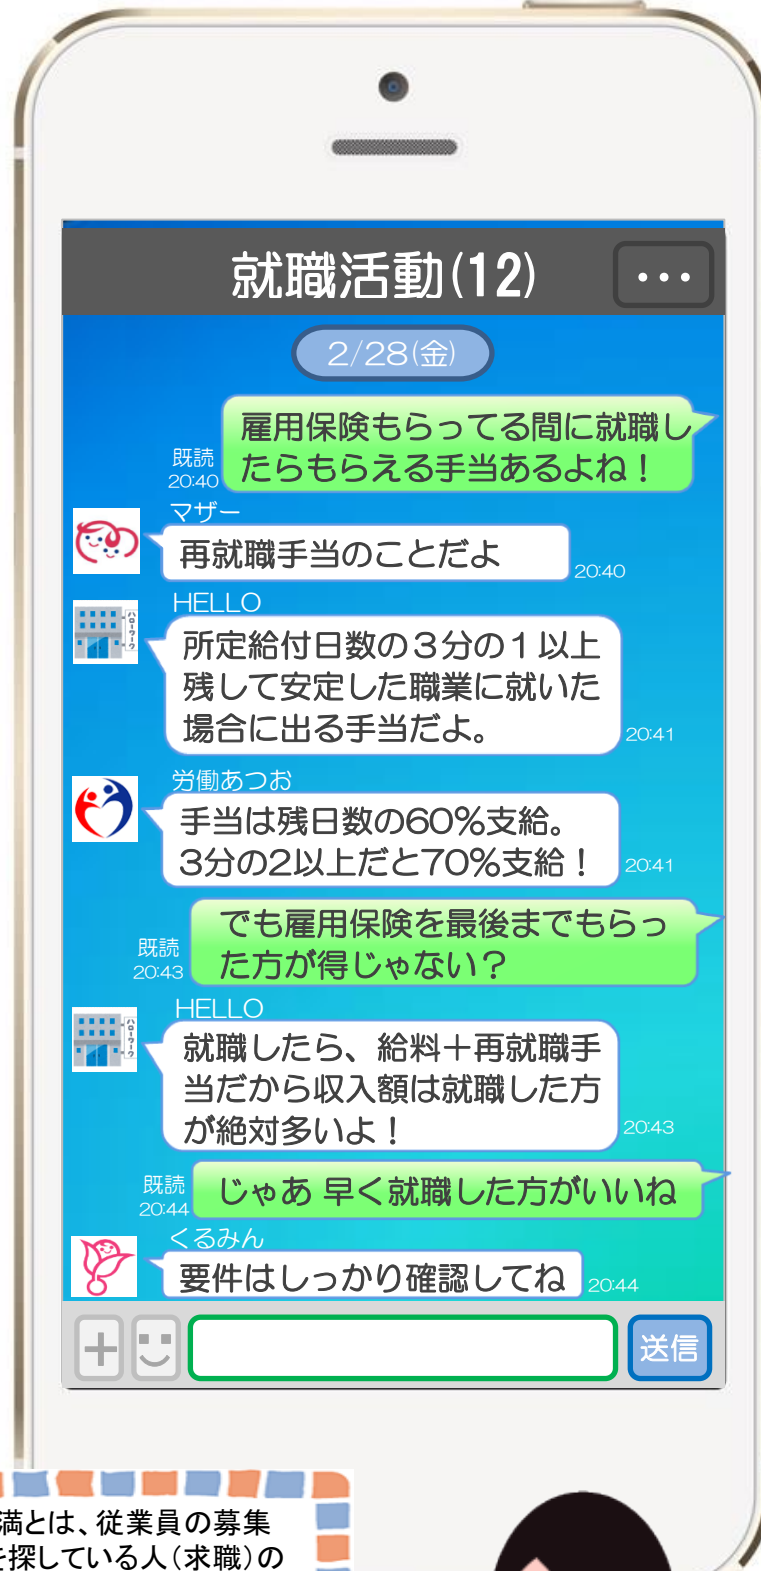 就職活動(12)
2/28(金)
雇用保険もらってる間に就職し
たらもらえる手当あるよね！
既読
20:40
マザー
再就職手当のことだよ
20:40
HELLO
ハローワーク
所定給付日数の３分の１以上
残して安定した職業に就いた
場合に出る手当だよ。
20:41
労働あつお
手当は残日数の60％支給。
3分の2以上だと70％支給！
20:41
でも雇用保険を最後までもらっ
た方が得じゃない？
既読
20:43
HELLO
ハローワーク
就職したら、給料＋再就職手
当だから収入額は就職した方
が絶対多いよ！
20:43
じゃあ 早く就職した方がいいね
既読
20:44
くるみん
要件はしっかり確認してね
20:44
送信
満とは、従業員の募集
を探している人（求職）の